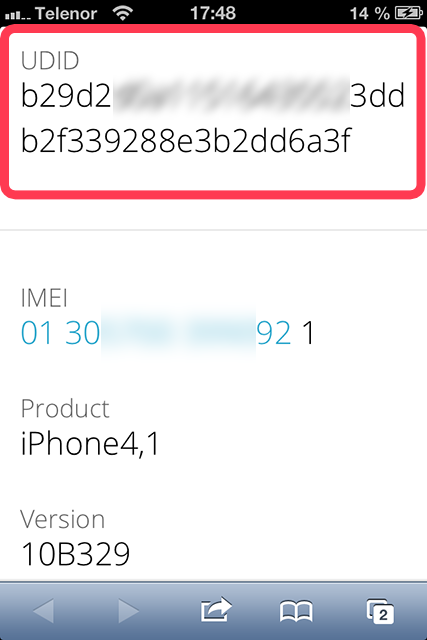 Telenor 17:48 14 %
UDID
b29d2 3dd
b2f339288e3b2dd6a3f
IMEI
01 30 92 1
Product
iPhone4,1
Version
10B329
2